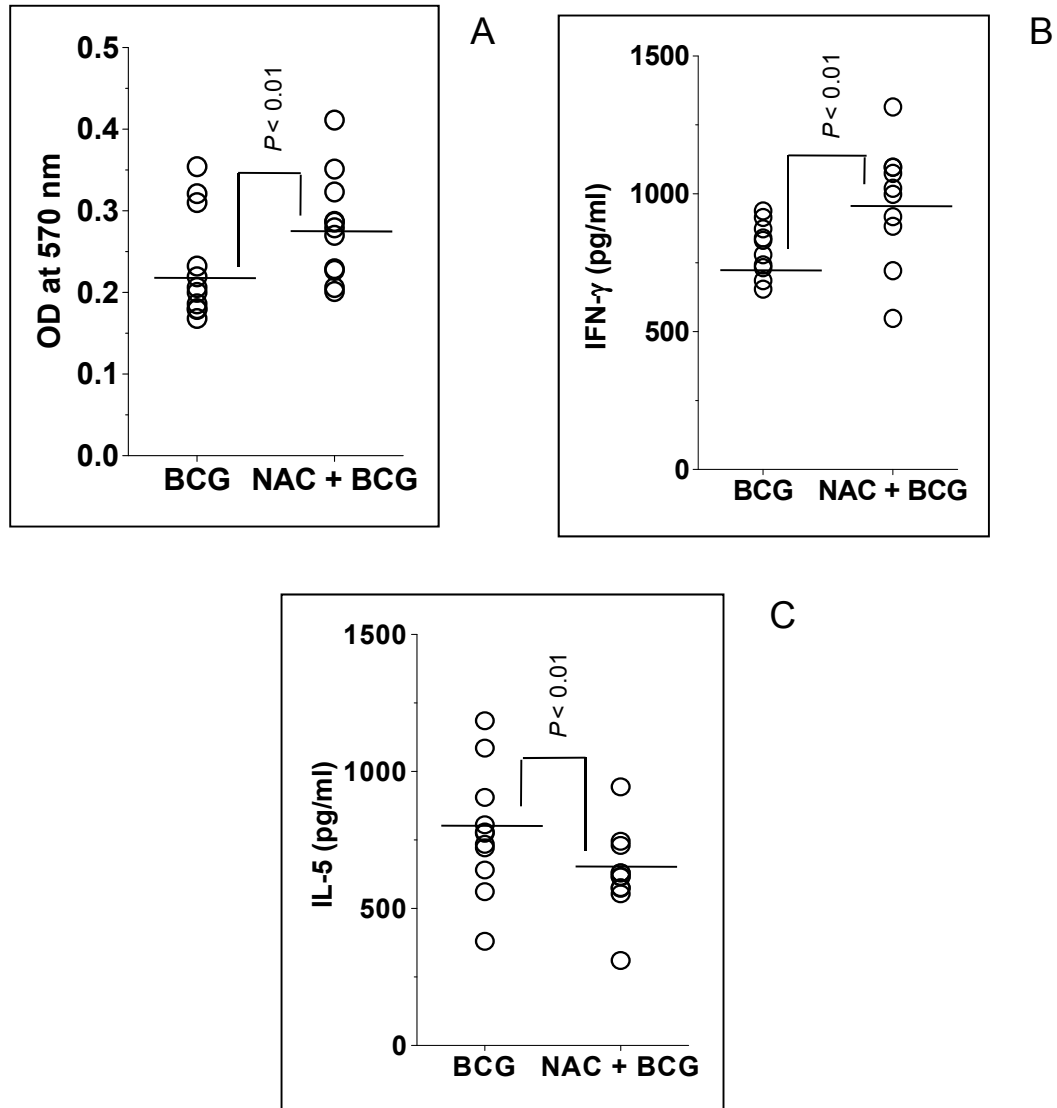 A
OD at 570 nm
0.5
0.4
0.3
0.2
0.1
0.0
P < 0.01
BCG NAC + BCG
B
IFN-γ (pg/ml)
1500
1000
500
0
P < 0.01
BCG NAC + BCG
C
IL-5 (pg/ml)
1500
1000
500
0
P < 0.01
BCG NAC + BCG